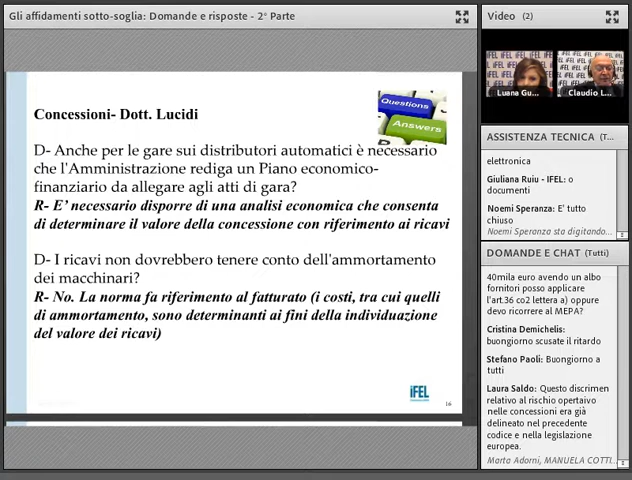 Gli affidamenti sotto-soglia: Domande e risposte - 2° Parte
Concessioni- Dott. Lucidi
Questions
Answers
D- Anche per le gare sui distributori automatici è necessario
che l'Amministrazione rediga un Piano economico-
finanziario da allegare agli atti di gara?
R- E' necessario disporre di una analisi economica che consenta
di determinare il valore della concessione con riferimento ai ricavi
D- I ricavi non dovrebbero tenere conto dell'ammortamento
dei macchinari?
R- No. La norma fa riferimento al fatturato (i costi, tra cui quelli
di ammortamento, sono determinanti ai fini della individuazione
del valore dei ricavi)
iFEL
16
Video (2)
Luana Gu...
Claudio L...
ASSISTENZA TECNICA (T...
elettronica
Giuliana Ruiu - IFEL: o
documenti
Noemi Speranza: E' tutto
chiuso
Noemi Speranza sta digitando...
DOMANDE E CHAT (Tutti)
40mila euro avendo un albo
fornitori posso applicare
l'art.36 co2 lettera a) oppure
devo ricorrere al MEPA?
Cristina Demichelis:
buongiorno scusate il ritardo
Stefano Paoli: Buongiorno a
tutti
Laura Saldo: Questo discrimen
relativo al rischio opertaivo
nelle concessioni era già
delineato nel precedente
codice e nella legislazione
europea.
Marta Adorni, MANUELA COTTI...